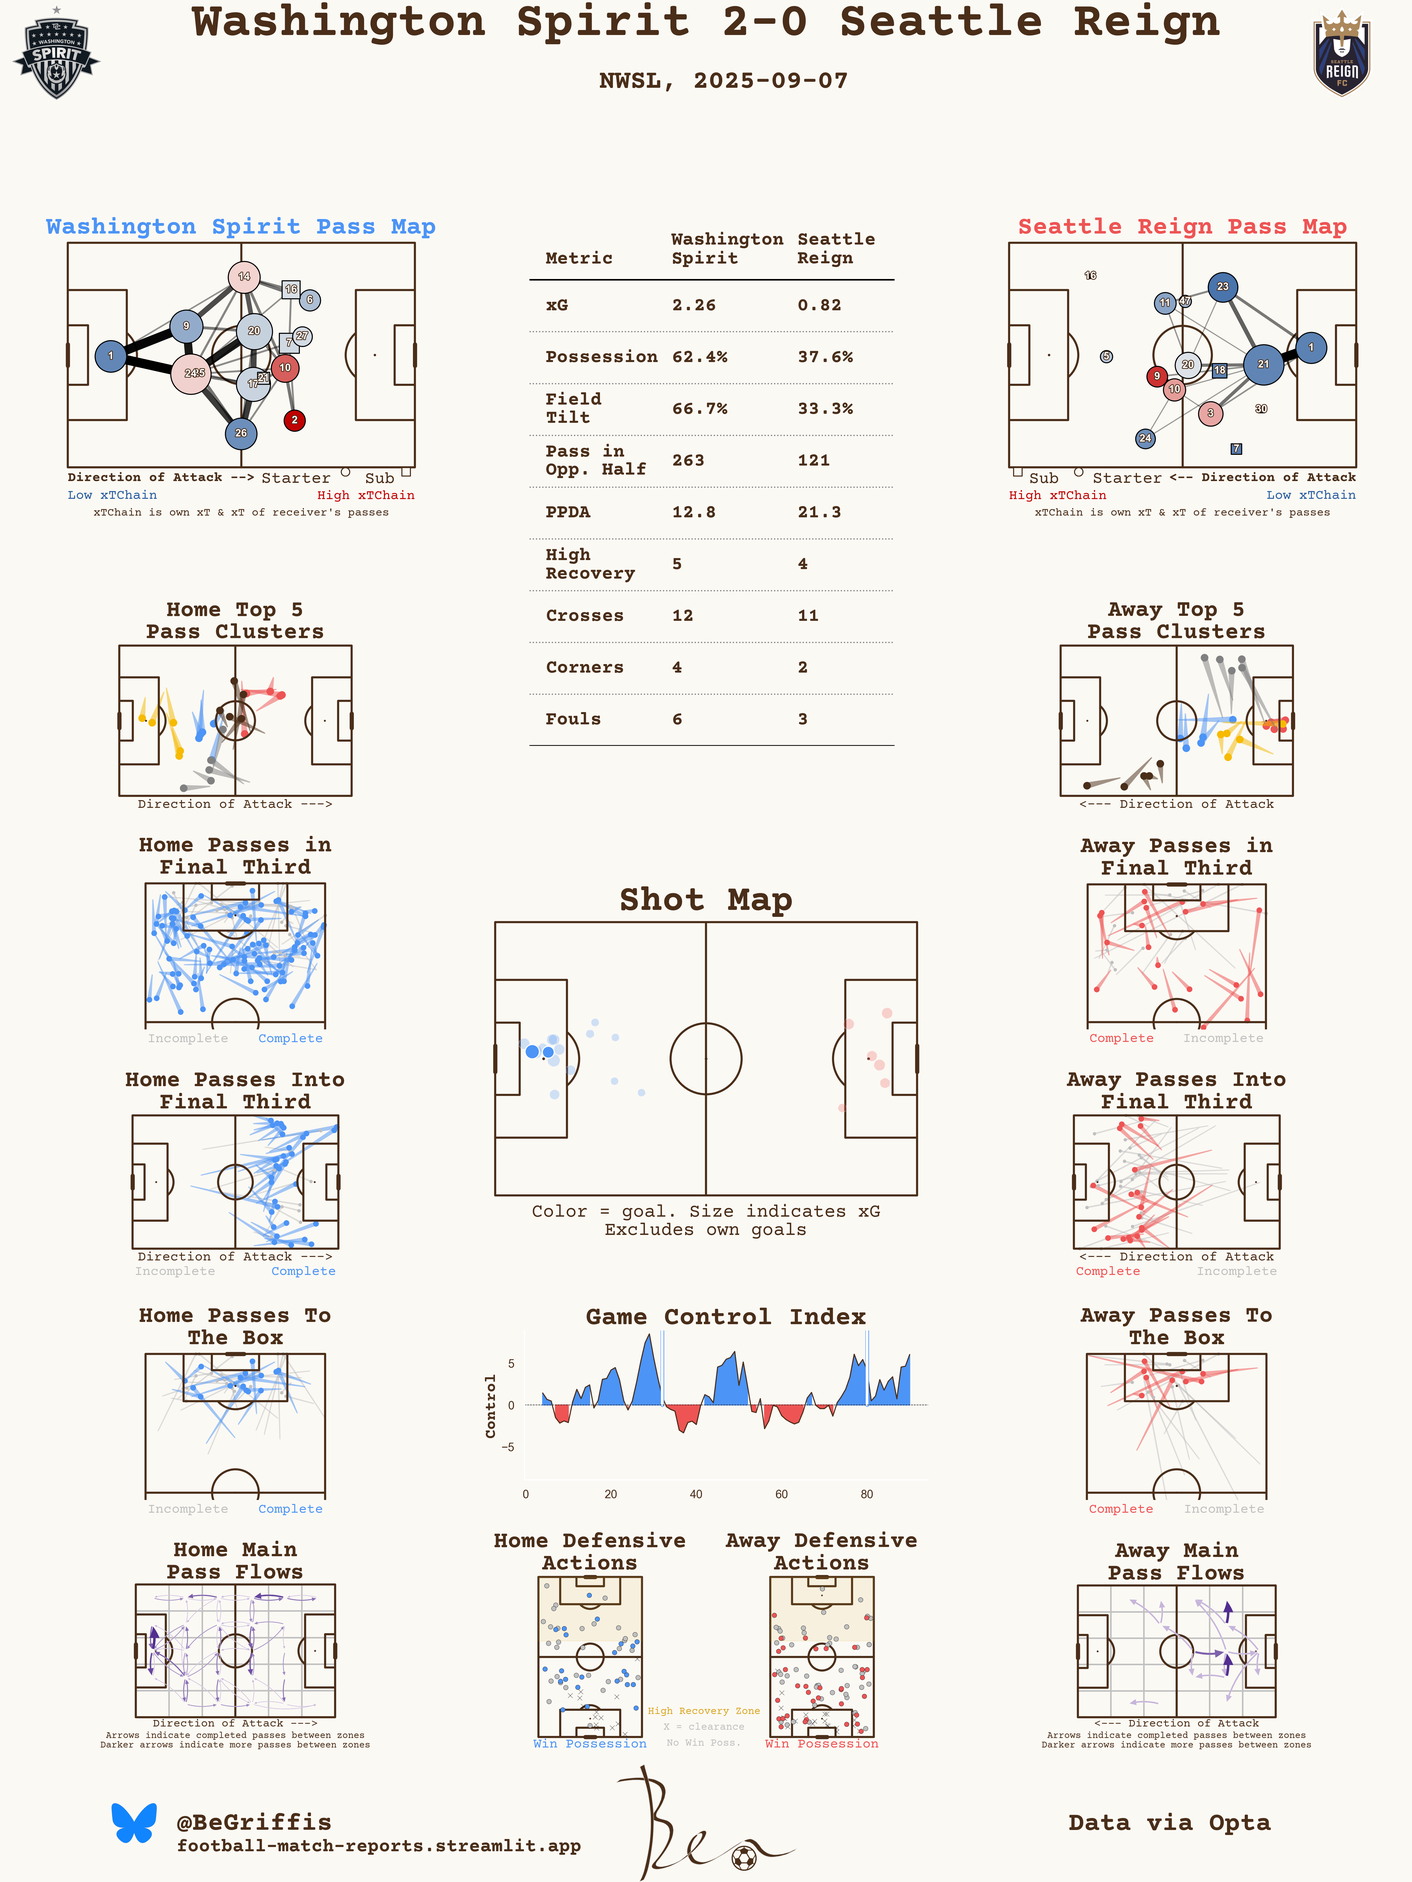 Washington Spirit 2-0 Seattle Reign
NWSL, 2025-09-07
WASHINGTON
SPIRIT
SEATTLE
REIGN
FC
Washington Spirit Pass Map
14
16
6
9
20
27
7
1
24
10
21
17
2
26
Direction of Attack --> Starter Sub
Low xTChain High xTChain
xTChain is own xT & xT of receiver's passes
Metric Washington Spirit Seattle Reign
xG 2.26 0.82
Possession 62.4% 37.6%
Field Tilt 66.7% 33.3%
Pass in Opp. Half 263 121
PPDA 12.8 21.3
High Recovery 5 4
Crosses 12 11
Corners 4 2
Fouls 6 3
Seattle Reign Pass Map
16
23
11
47
1
5
20
21
18
9
10
3
30
24
7
Sub Starter <-- Direction of Attack
High xTChain Low xTChain
xTChain is own xT & xT of receiver's passes
Home Top 5
Pass Clusters
Direction of Attack --->
Away Top 5
Pass Clusters
<--- Direction of Attack
Home Passes in
Final Third
Incomplete Complete
Away Passes in
Final Third
Complete Incomplete
Shot Map
Color = goal. Size indicates xG
Excludes own goals
Home Passes Into
Final Third
Direction of Attack --->
Incomplete Complete
Away Passes Into
Final Third
<--- Direction of Attack
Complete Incomplete
Home Passes To
The Box
Incomplete Complete
Game Control Index
Control
5
0
−5
0 20 40 60 80
Away Passes To
The Box
Complete Incomplete
Home Main
Pass Flows
Direction of Attack --->
Arrows indicate completed passes between zones
Darker arrows indicate more passes between zones
Home Defensive
Actions
Win Possession
Away Defensive
Actions
Win Possession
High Recovery Zone
X = clearance
No Win Poss.
Away Main
Pass Flows
<--- Direction of Attack
Arrows indicate completed passes between zones
Darker arrows indicate more passes between zones
@BeGriffis
football-match-reports.streamlit.app
Ben
Data via Opta